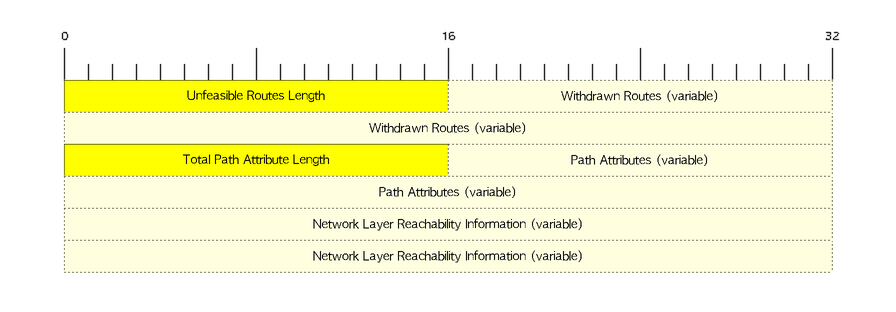 0 16 32
Unfeasible Routes Length Withdrawn Routes (variable)
Withdrawn Routes (variable)
Total Path Attribute Length Path Attributes (variable)
Path Attributes (variable)
Network Layer Reachability Information (variable)
Network Layer Reachability Information (variable)